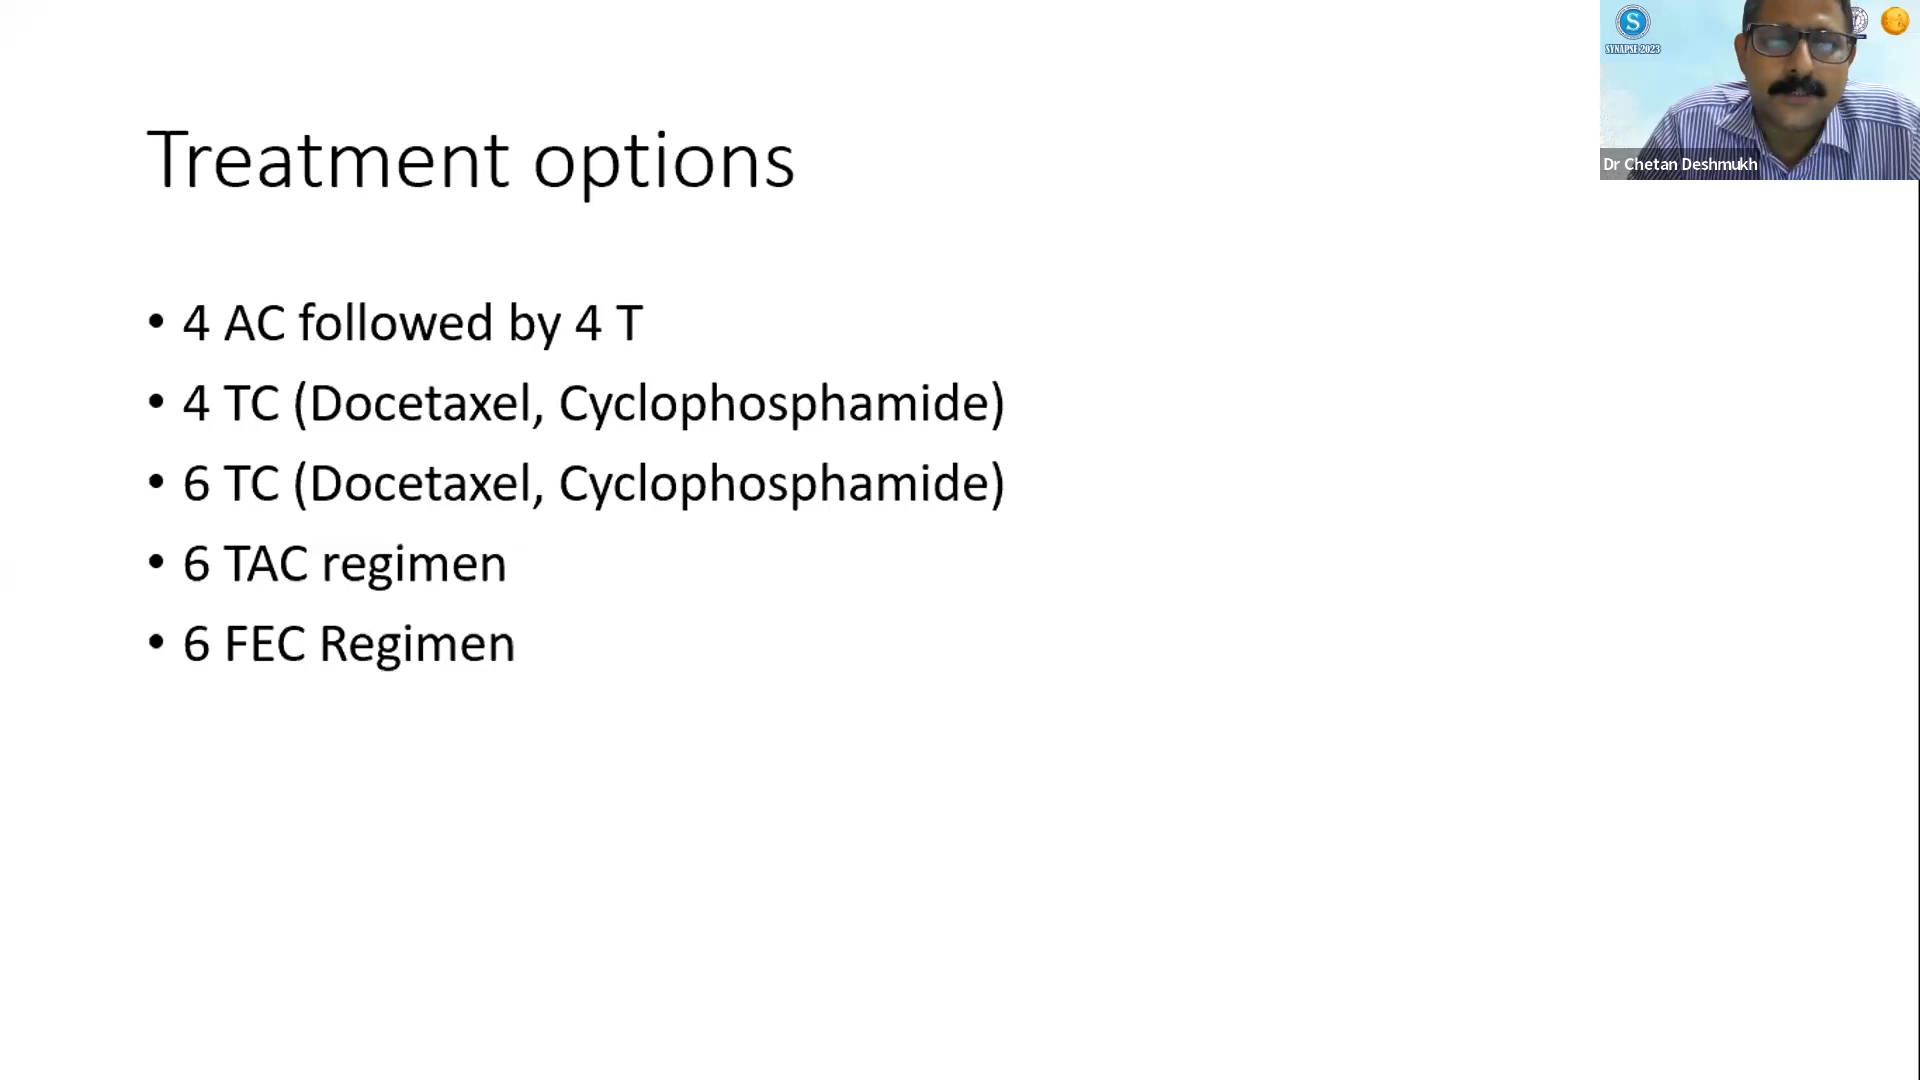 Treatment options
• 4 AC followed by 4 T
• 4 TC (Docetaxel, Cyclophosphamide)
• 6 TC (Docetaxel, Cyclophosphamide)
• 6 TAC regimen
• 6 FEC Regimen
S
SYNAPSE 2023
Dr Chetan Deshmukh